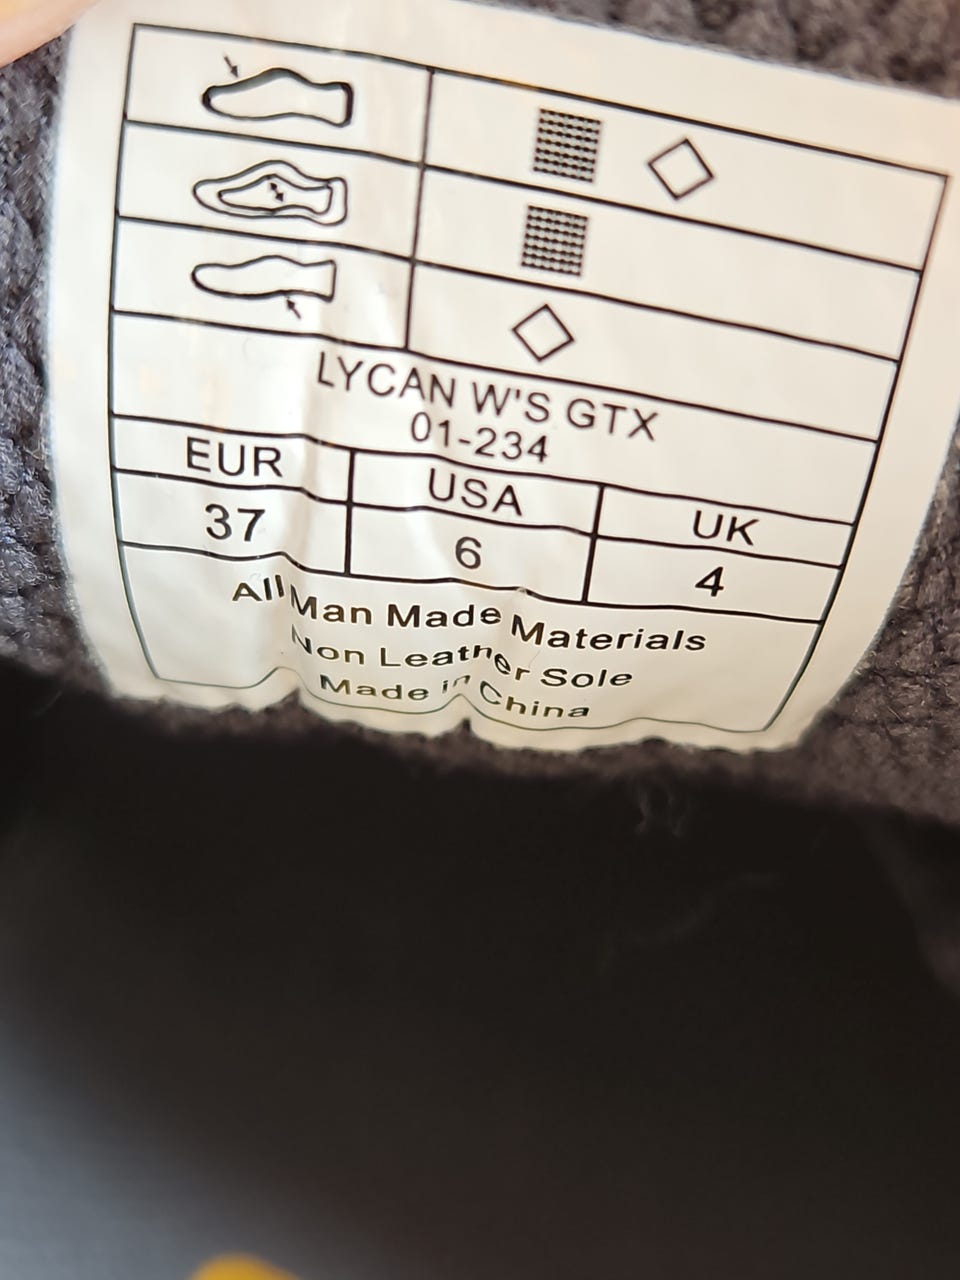 LYCAN W'S GTX
01-234
EUR USA UK
37 6 4
All Man Made Materials
Non Leather Sole
Made in China